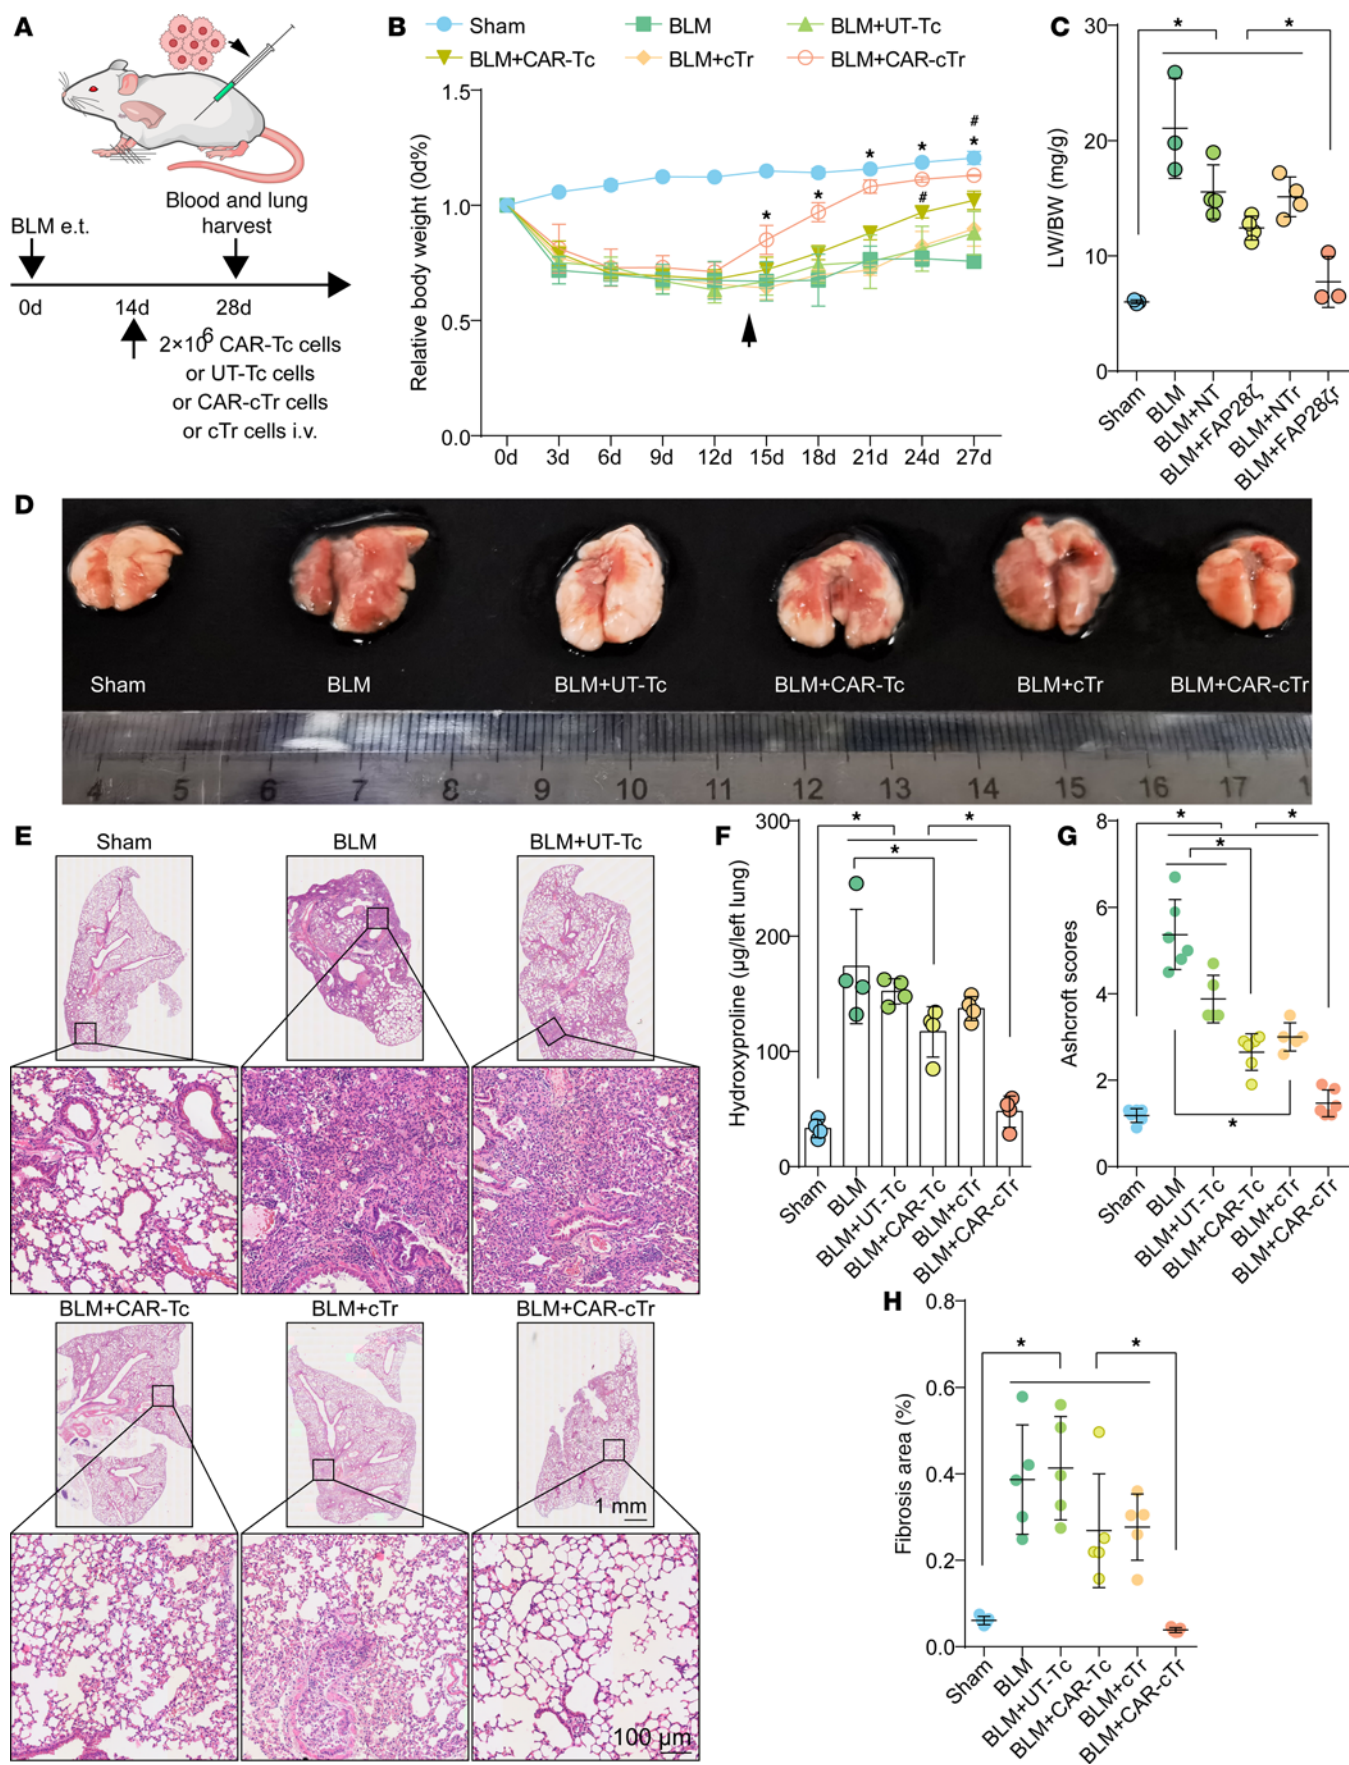 A
BLM e.t.
Blood and lung
harvest
0d
14d
28d
2×10⁶ CAR-Tc cells
or UT-Tc cells
or CAR-cTr cells
or cTr cells i.v.
B
Sham
BLM
BLM+UT-Tc
BLM+CAR-Tc
BLM+cTr
BLM+CAR-cTr
Relative body weight (0d%)
1.5
1.0
0.5
0.0
* * * * *
# #
0d 3d 6d 9d 12d 15d 18d 21d 24d 27d
C
* *
LW/BW (mg/g)
30
20
10
0
Sham
BLM
BLM+NT
BLM+FAP28ζ
BLM+NTr
BLM+FAP28ζr
D
Sham
BLM
BLM+UT-Tc
BLM+CAR-Tc
BLM+cTr
BLM+CAR-cTr
4 5 6 7 8 9 10 11 12 13 14 15 16 17 1
E
Sham
BLM
BLM+UT-Tc
BLM+CAR-Tc
BLM+cTr
BLM+CAR-cTr
1 mm
100 µm
F
* *
*
Hydroxyproline (µg/left lung)
300
200
100
0
Sham
BLM
BLM+UT-Tc
BLM+CAR-Tc
BLM+cTr
BLM+CAR-cTr
G
* *
*
*
Ashcroft scores
8
6
4
2
0
Sham
BLM
BLM+UT-Tc
BLM+CAR-Tc
BLM+cTr
BLM+CAR-cTr
H
* *
Fibrosis area (%)
0.8
0.6
0.4
0.2
0.0
Sham
BLM
BLM+UT-Tc
BLM+CAR-Tc
BLM+cTr
BLM+CAR-cTr